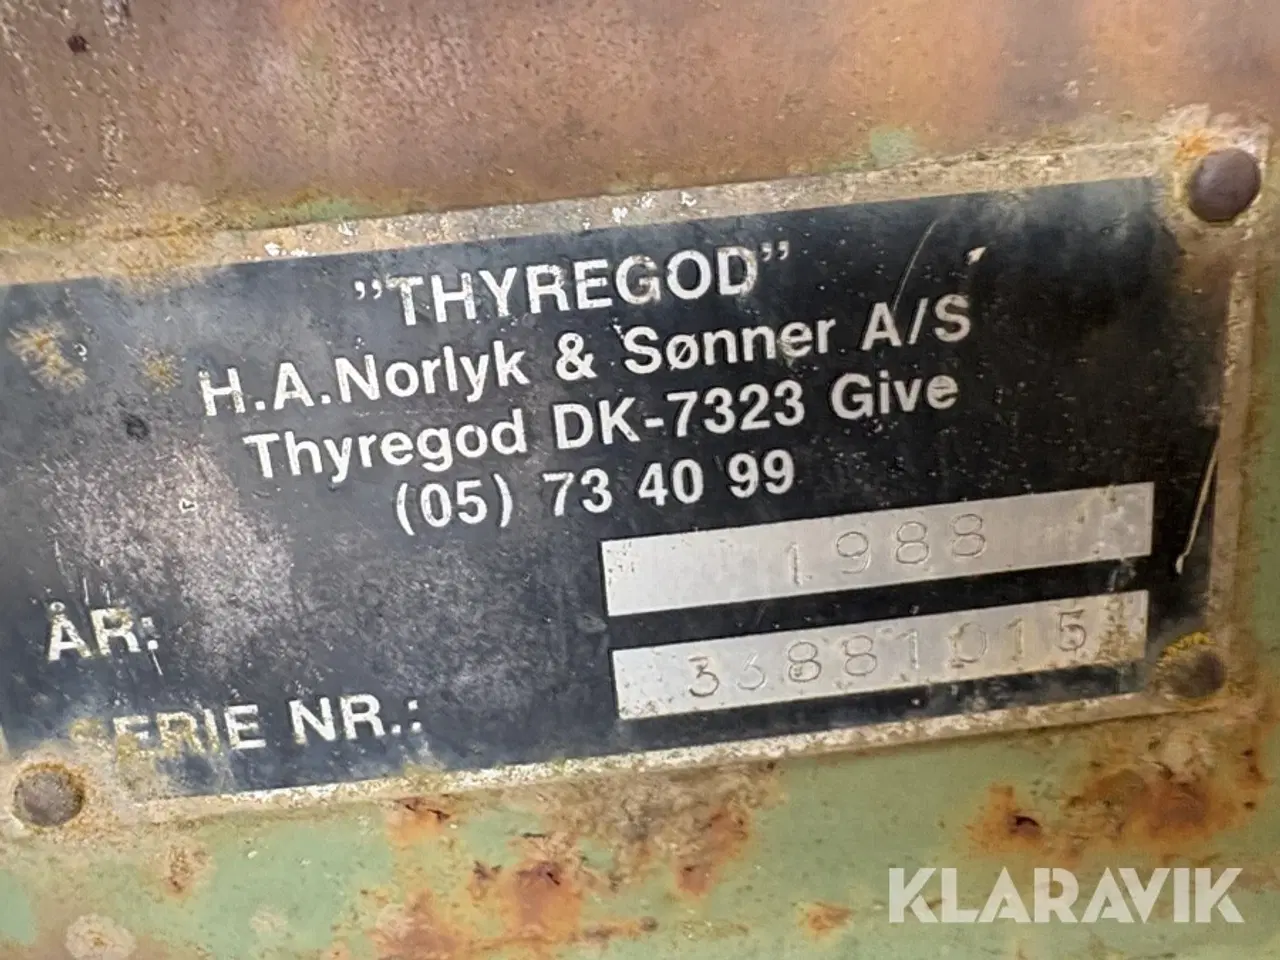 "THYREGOD"
H.A.Norlyk & Sønner A/S
Thyregod DK-7323 Give
(05) 73 40 99
ÅR: 1988
SERIE NR.: 33881015
KLARAVIK